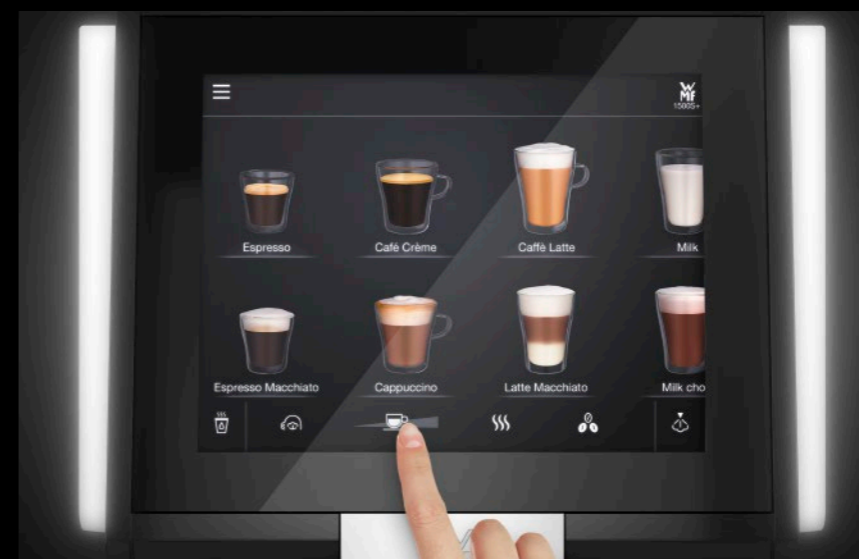 WMF
1500S+
Espresso
Café Crème
Caffè Latte
Milk
Espresso Macchiato
Cappuccino
Latte Macchiato
Milk cho